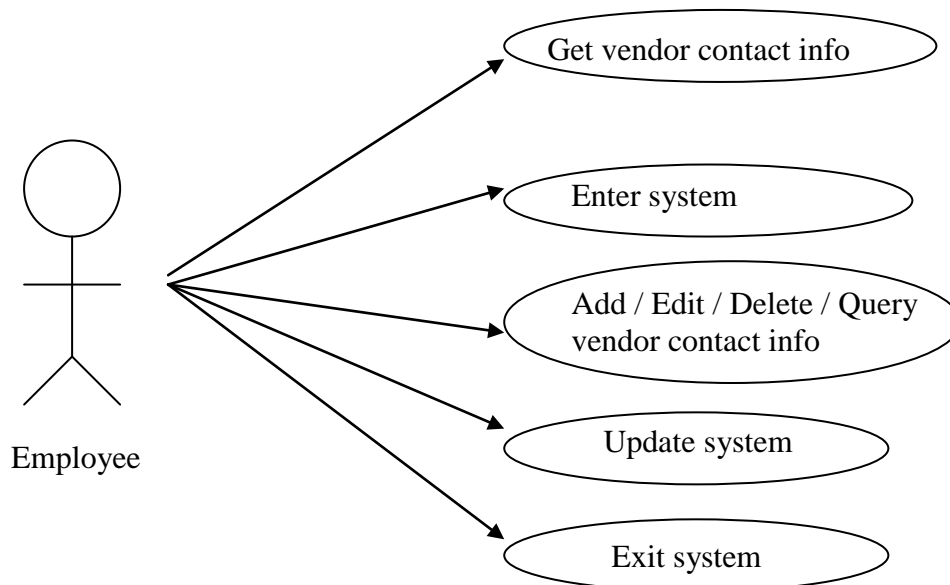 Get vendor contact info
Enter system
Add / Edit / Delete / Query
vendor contact info
Update system
Employee
Exit system